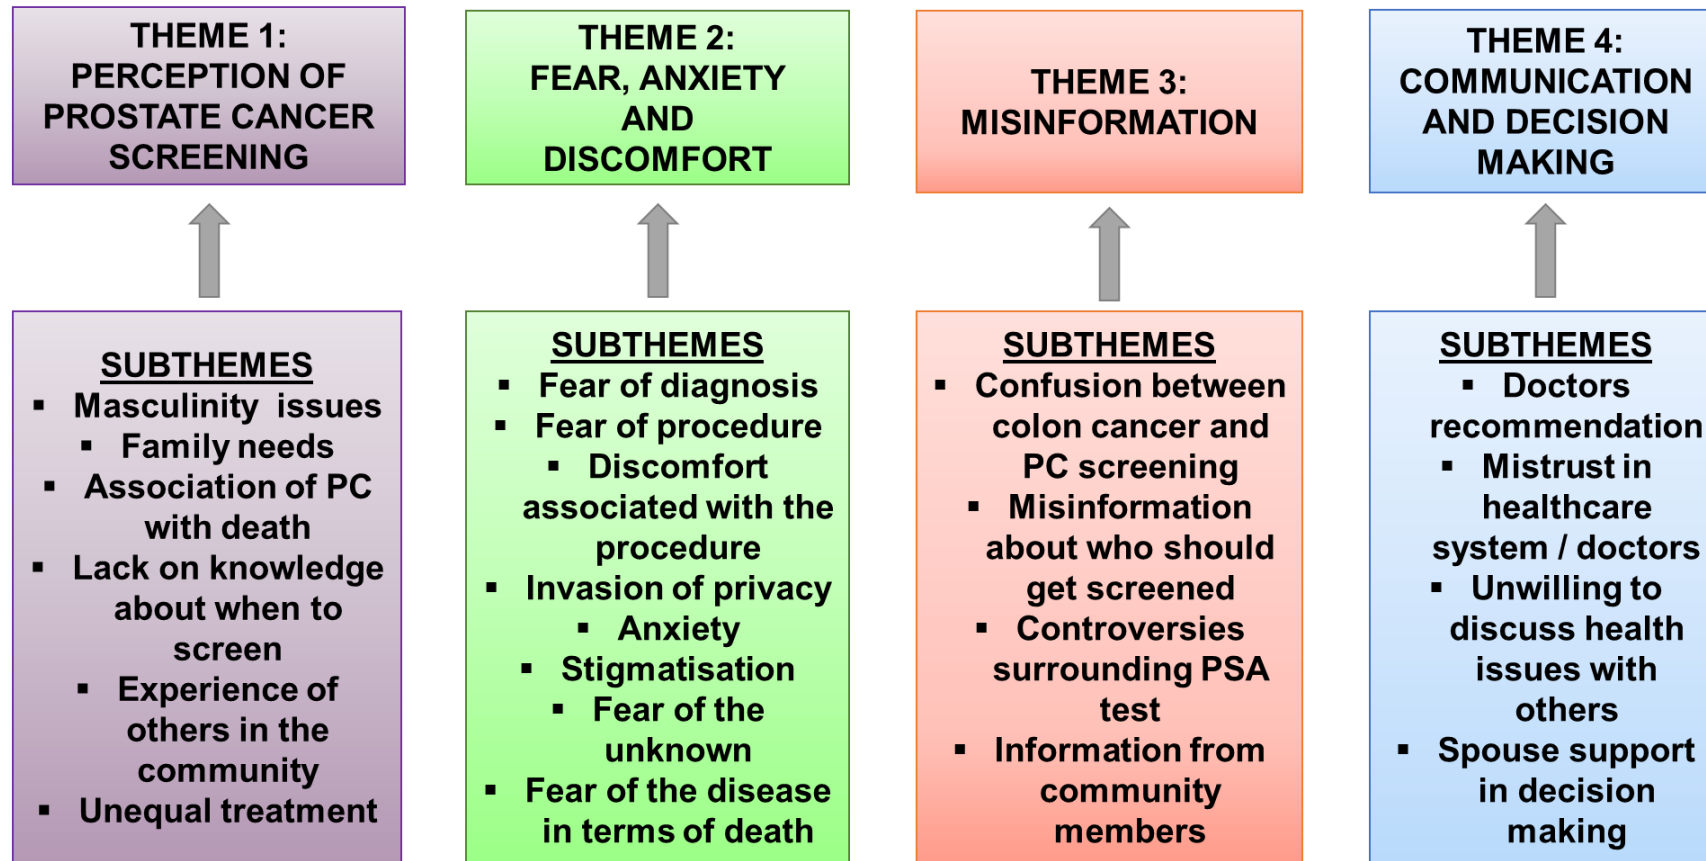 THEME 1:
PERCEPTION OF
PROSTATE CANCER
SCREENING
THEME 2:
FEAR, ANXIETY
AND
DISCOMFORT
THEME 3:
MISINFORMATION
THEME 4:
COMMUNICATION
AND DECISION
MAKING
SUBTHEMES
▪ Masculinity issues
▪ Family needs
▪ Association of PC
with death
▪ Lack on knowledge
about when to
screen
▪ Experience of
others in the
community
▪ Unequal treatment
SUBTHEMES
▪ Fear of diagnosis
▪ Fear of procedure
▪ Discomfort
associated with the
procedure
▪ Invasion of privacy
▪ Anxiety
▪ Stigmatisation
▪ Fear of the
unknown
▪ Fear of the disease
in terms of death
SUBTHEMES
▪ Confusion between
colon cancer and
PC screening
▪ Misinformation
about who should
get screened
▪ Controversies
surrounding PSA
test
▪ Information from
community
members
SUBTHEMES
▪ Doctors
recommendation
▪ Mistrust in
healthcare
system / doctors
▪ Unwilling to
discuss health
issues with
others
▪ Spouse support
in decision
making